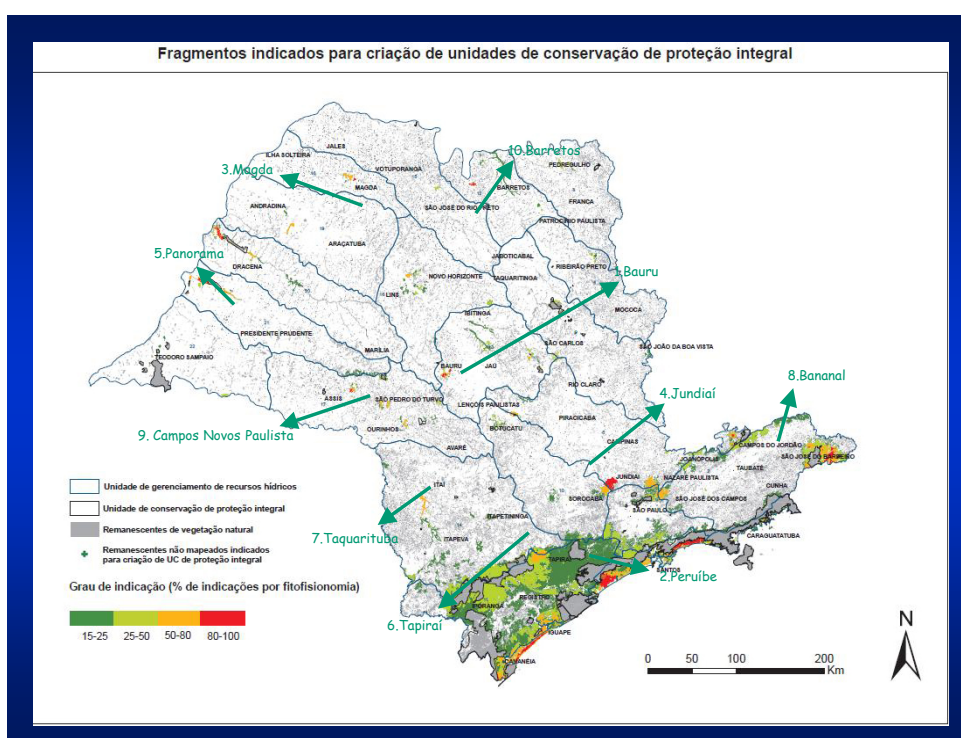 Fragmentos indicados para criação de unidades de conservação de proteção integral
JALES
ILHA SOLTEIRA
10.Barretos
3.Magda
VOTUPORANGA
PEDREGULHO
MAGDA
BARRETOS
ANDRADINA
SÃO JOSÉ DO RIO PRETO
FRANCA
PATROCÍNIO PAULISTA
ARAÇATUBA
5.Panorama
JABOTICABAL
DRACENA
NOVO HORIZONTE
TAQUARITINGA
RIBEIRÃO PRETO
1.Bauru
LINS
IBITINGA
MOCOCA
PRESIDENTE PRUDENTE
SÃO CARLOS
SÃO JOÃO DA BOA VISTA
MARÍLIA
TEODORO SAMPAIO
BAURU
JAÚ
8.Bananal
RIO CLARO
4.Jundiaí
ASSIS
SÃO PEDRO DO TURVO
LENÇÓIS PAULISTAS
PIRACICABA
OURINHOS
BOTUCATU
9. Campos Novos Paulista
CAMPINAS
CAMPOS DO JORDÃO
AVARÉ
SÃO JOSÉ DO BARREIRO
JOANÓPOLIS
TAUBATÉ
JUNDIAÍ
NAZARÉ PAULISTA
ITAÍ
CUNHA
Unidade de gerenciamento de recursos hídricos
SOROCABA
SÃO JOSÉ DOS CAMPOS
Unidade de conservação de proteção integral
SÃO PAULO
ITAPETININGA
Remanescentes de vegetação natural
7.Taquarituba
ITAPEVA
CARAGUATATUBA
Remanescentes não mapeados indicados
para criação de UC de proteção integral
TAPIRAÍ
SANTOS
2.Peruíbe
Grau de indicação (% de indicações por fitofisionomia)
REGISTRO
IPORANGA
6.Tapiraí
IGUAPE
15-25 25-50 50-80 80-100
N
CANANÉIA
0 50 100 200
Km